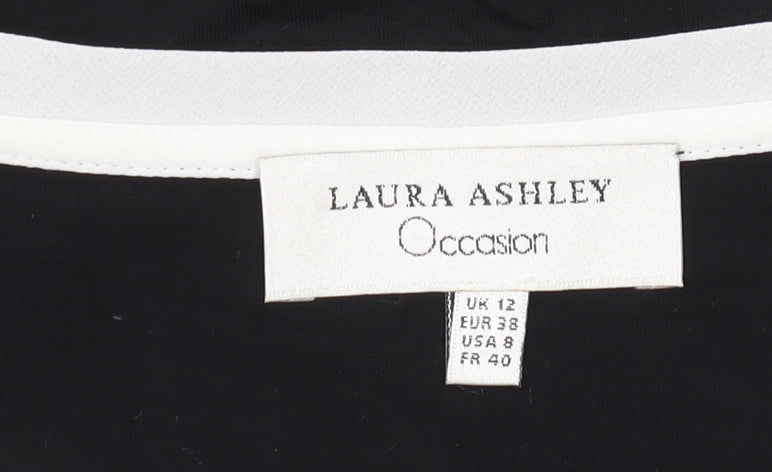 LAURA ASHLEY
Occasion
UK 12
EUR 38
USA 8
FR 40